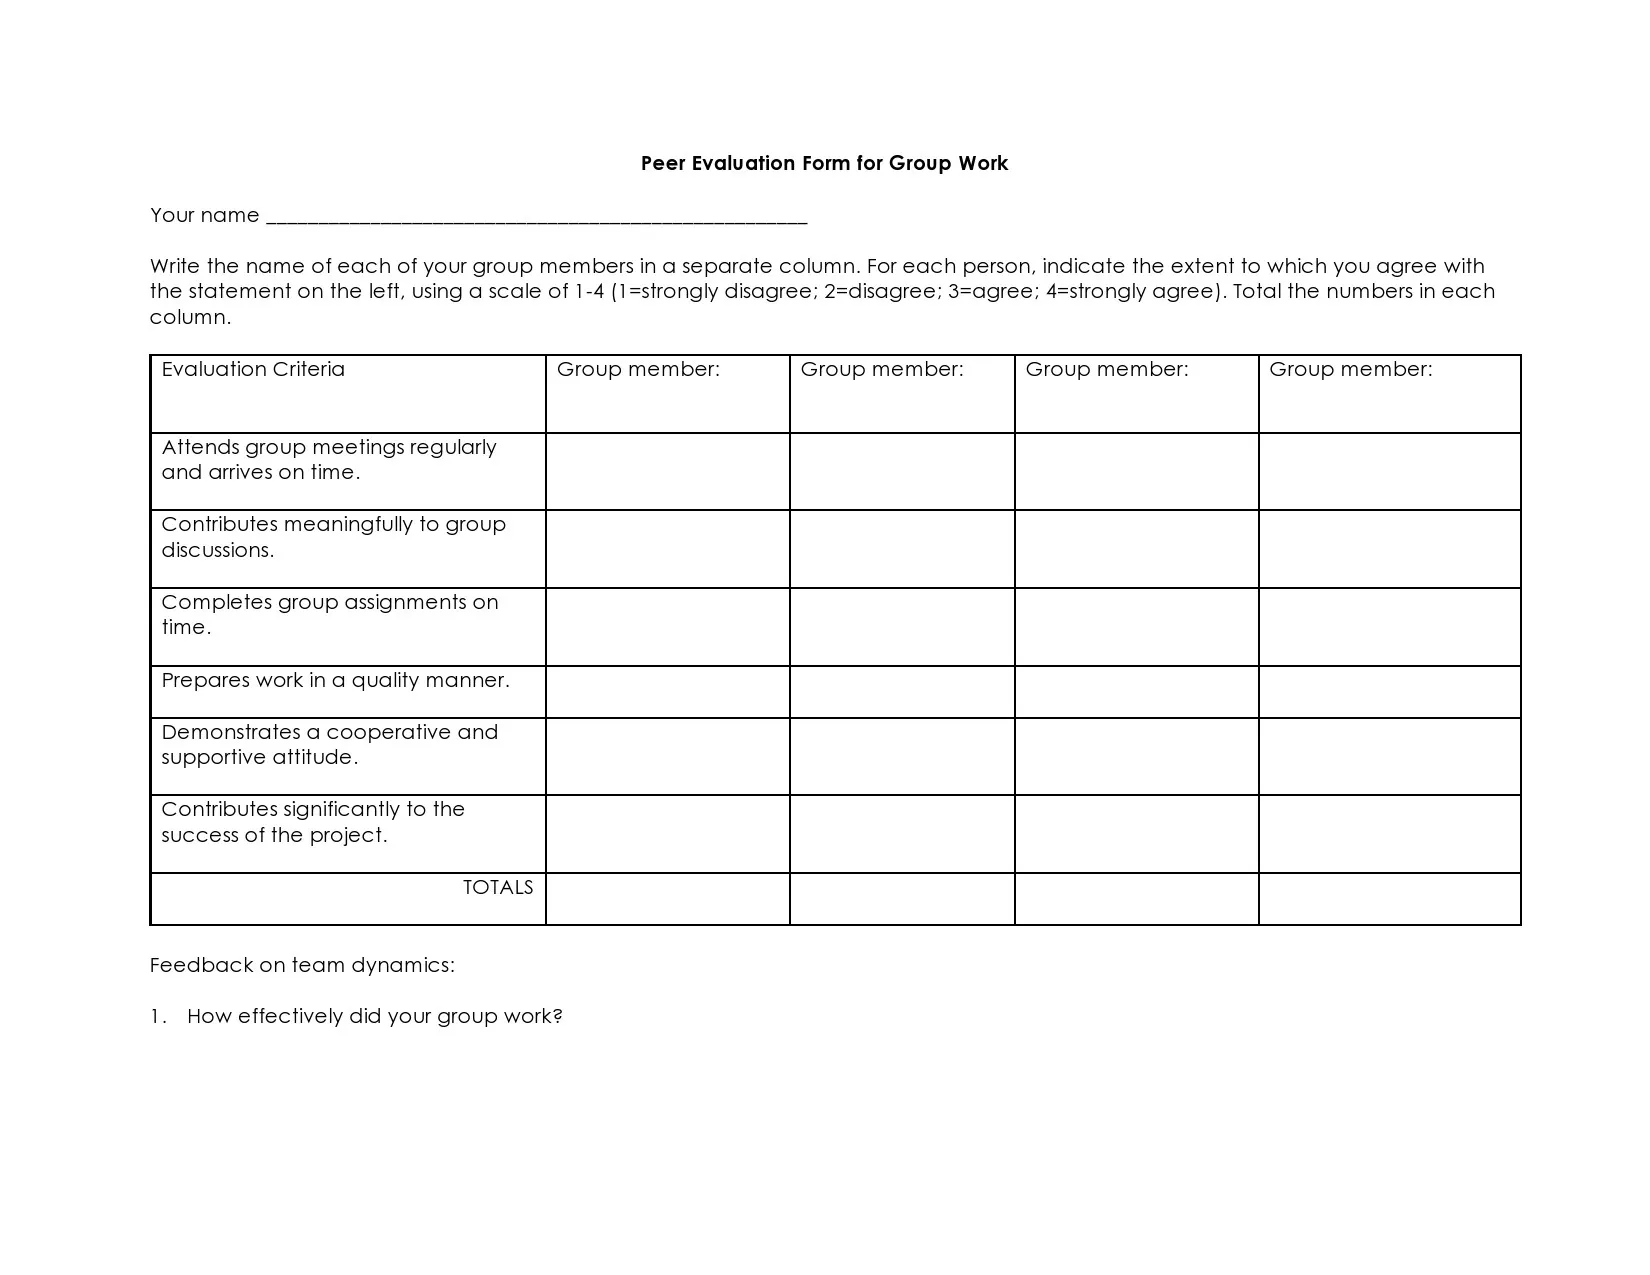 Peer Evaluation Form for Group Work
Your name ____________________________________________________
Write the name of each of your group members in a separate column. For each person, indicate the extent to which you agree with
the statement on the left, using a scale of 1-4 (1=strongly disagree; 2=disagree; 3=agree; 4=strongly agree). Total the numbers in each
column.
Evaluation Criteria
Group member:
Group member:
Group member:
Group member:
Attends group meetings regularly
and arrives on time.
Contributes meaningfully to group
discussions.
Completes group assignments on
time.
Prepares work in a quality manner.
Demonstrates a cooperative and
supportive attitude.
Contributes significantly to the
success of the project.
TOTALS
Feedback on team dynamics:
1. How effectively did your group work?